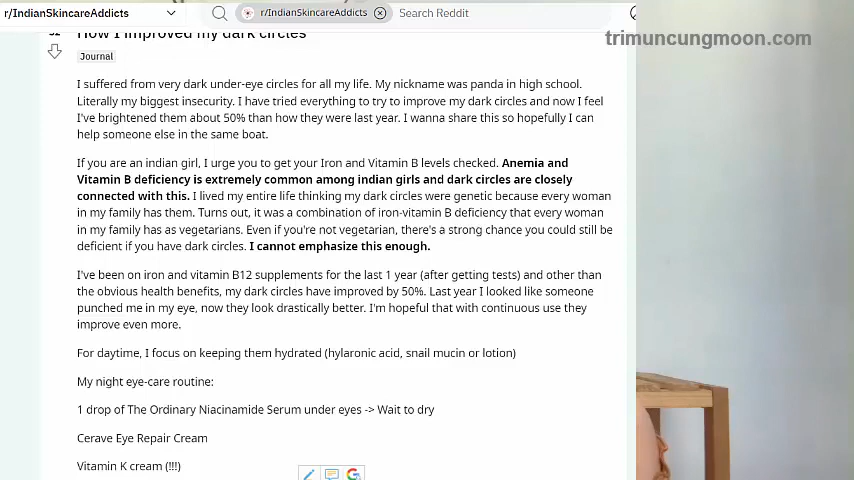 r/IndianSkincareAddicts
r/IndianSkincareAddicts
Search Reddit
trimuncungmoon.com
How I improved my dark circles
Journal
I suffered from very dark under-eye circles for all my life. My nickname was panda in high school.
Literally my biggest insecurity. I have tried everything to try to improve my dark circles and now I feel
I've brightened them about 50% than how they were last year. I wanna share this so hopefully I can
help someone else in the same boat.
If you are an indian girl, I urge you to get your Iron and Vitamin B levels checked. Anemia and
Vitamin B deficiency is extremely common among indian girls and dark circles are closely
connected with this. I lived my entire life thinking my dark circles were genetic because every woman
in my family has them. Turns out, it was a combination of iron-vitamin B deficiency that every woman
in my family has as vegetarians. Even if you're not vegetarian, there's a strong chance you could still be
deficient if you have dark circles. I cannot emphasize this enough.
I've been on iron and vitamin B12 supplements for the last 1 year (after getting tests) and other than
the obvious health benefits, my dark circles have improved by 50%. Last year I looked like someone
punched me in my eye, now they look drastically better. I'm hopeful that with continuous use they
improve even more.
For daytime, I focus on keeping them hydrated (hylaronic acid, snail mucin or lotion)
My night eye-care routine:
1 drop of The Ordinary Niacinamide Serum under eyes -> Wait to dry
Cerave Eye Repair Cream
Vitamin K cream (!!!)